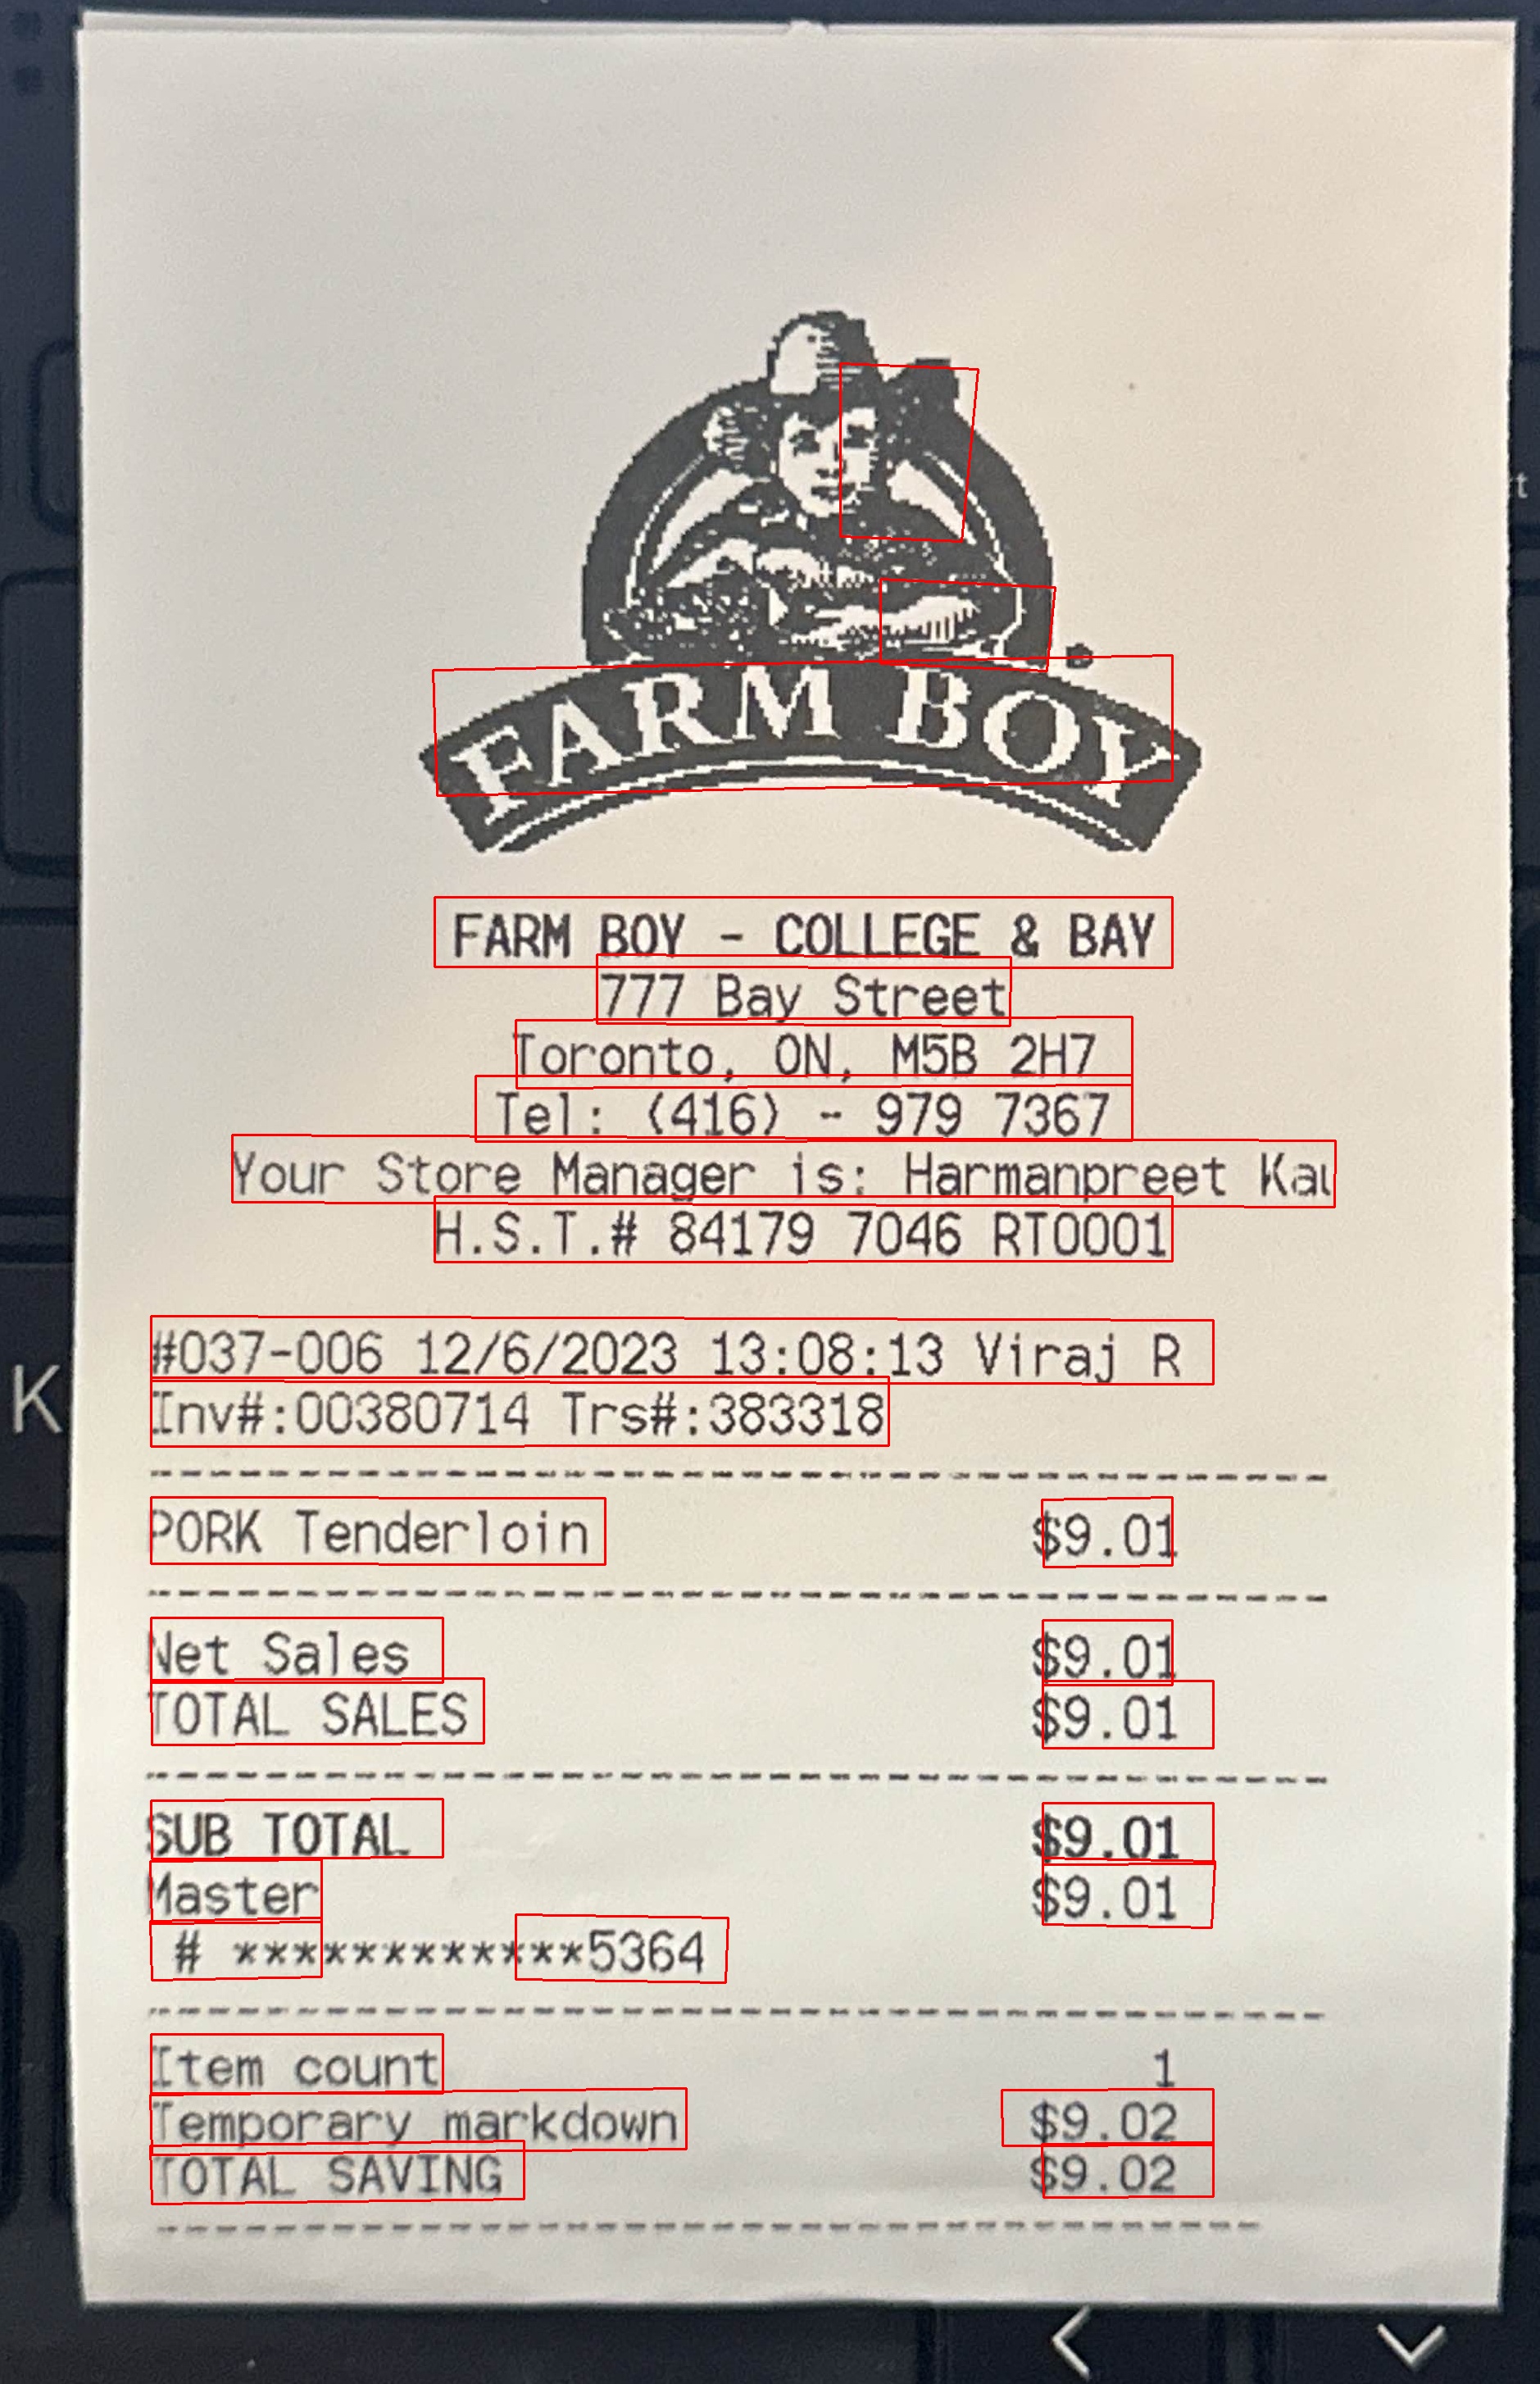 FARM BOY
FARM BOY - COLLEGE & BAY
777 Bay Street
Toronto, ON, M5B 2H7
Tel: (416) - 979 7367
Your Store Manager is: Harmanpreet Kau
H.S.T.# 84179 7046 RT0001
#037-006 12/6/2023 13:08:13 Viraj R
Inv#:00380714 Trs#:383318
PORK Tenderloin $9.01
Net Sales $9.01
TOTAL SALES $9.01
SUB TOTAL $9.01
Master $9.01
# ************5364
Item count 1
Temporary markdown $9.02
TOTAL SAVING $9.02
K